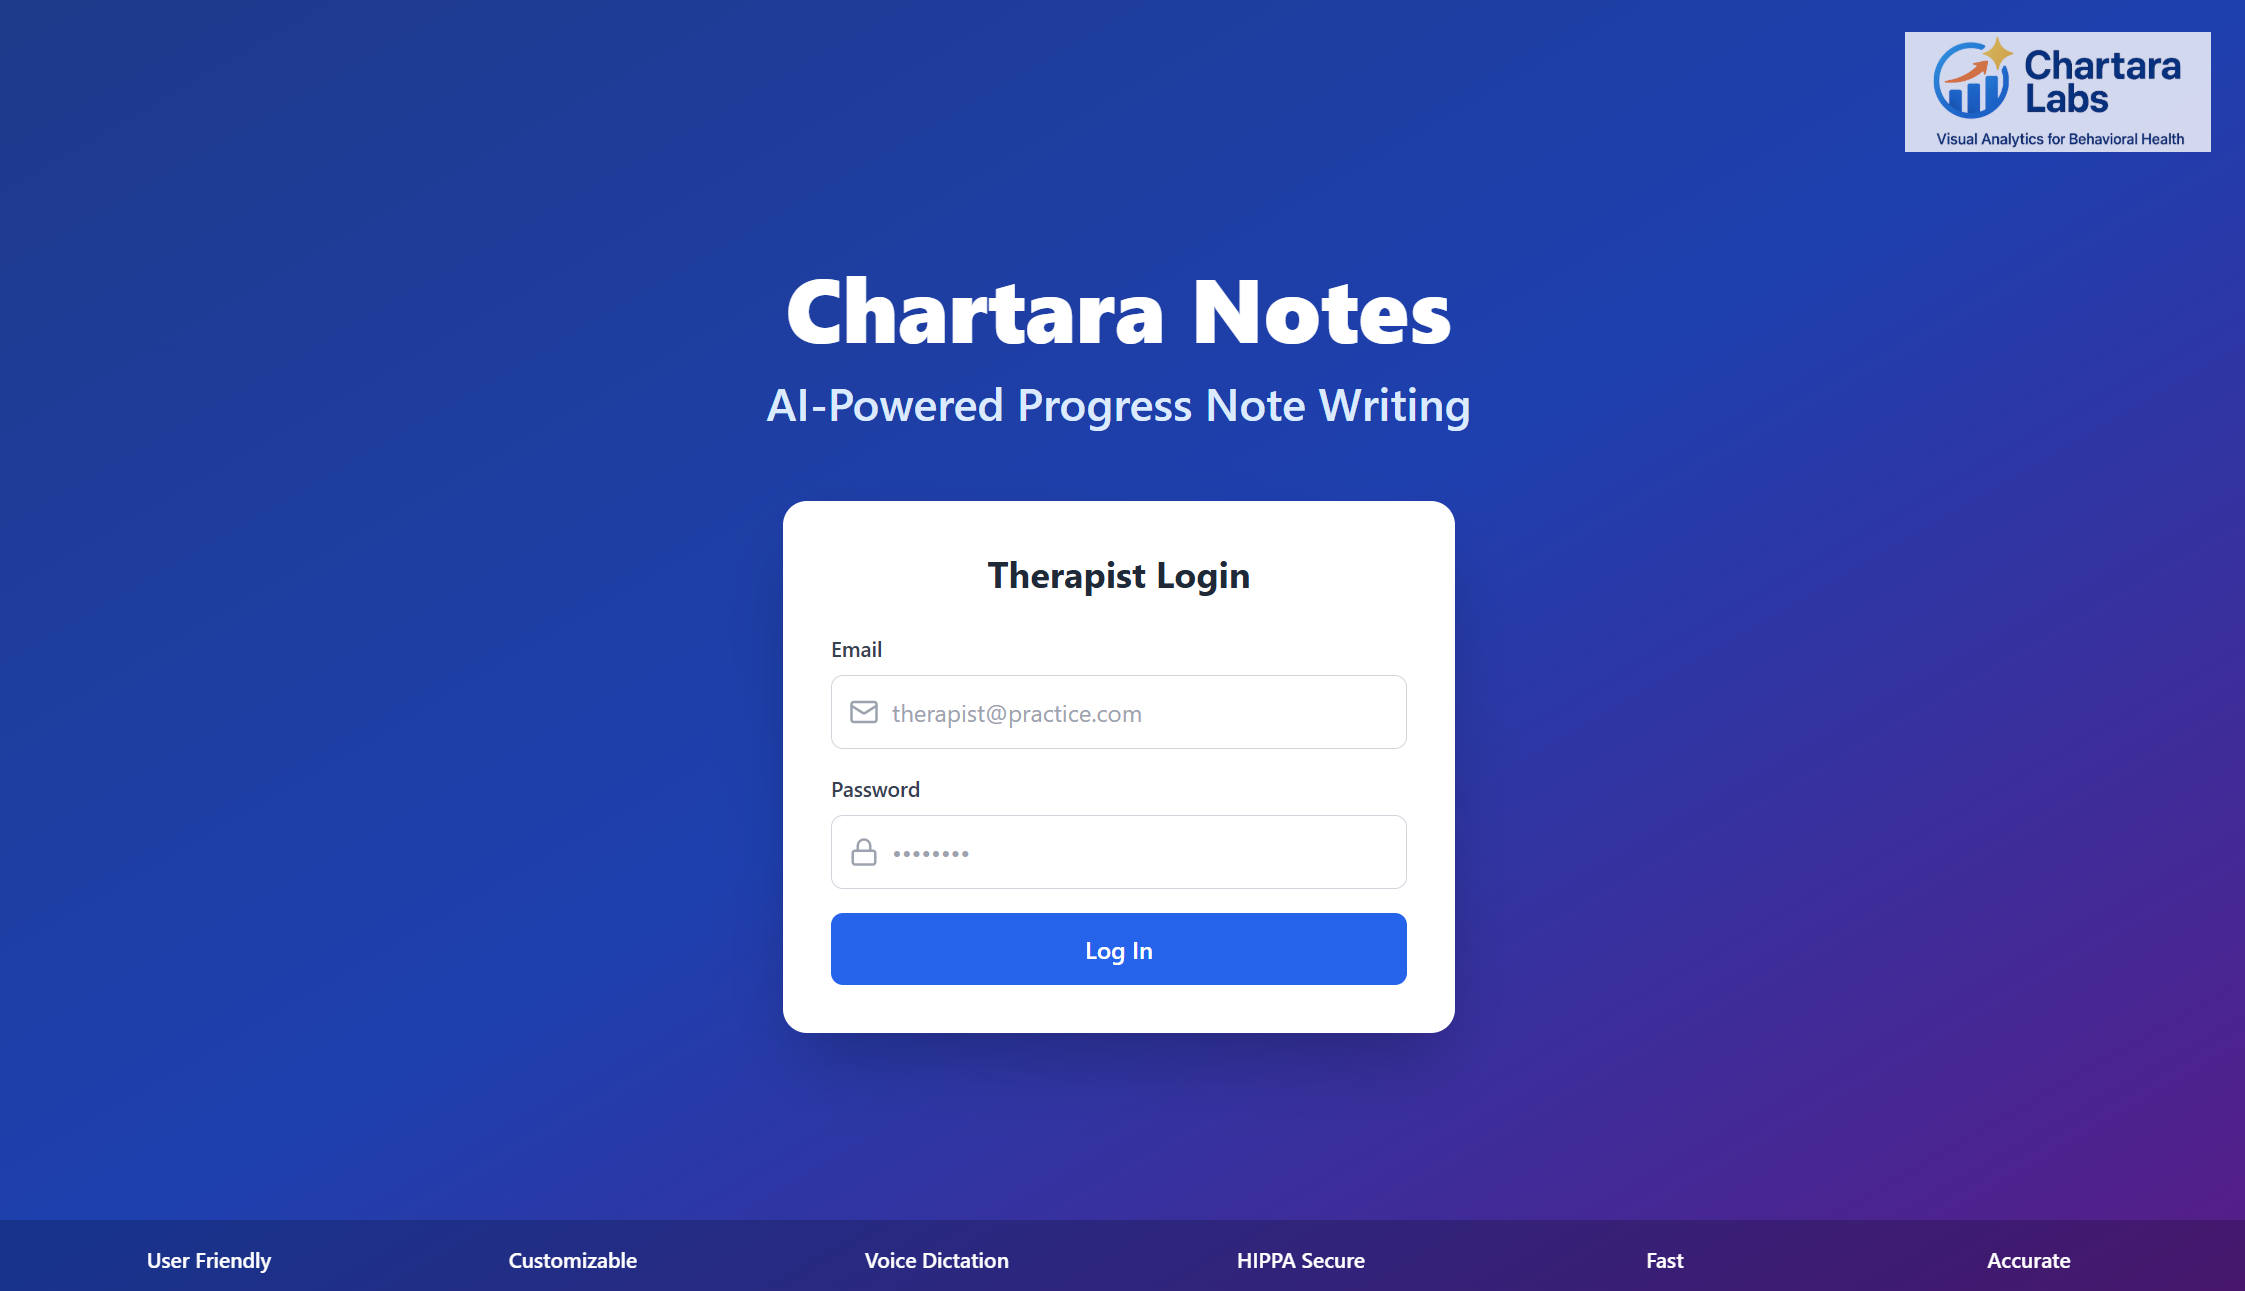 Chartara
Labs
Visual Analytics for Behavioral Health
Chartara Notes
AI-Powered Progress Note Writing
Therapist Login
Email
therapist@practice.com
Password
••••••••
Log In
User Friendly
Customizable
Voice Dictation
HIPPA Secure
Fast
Accurate